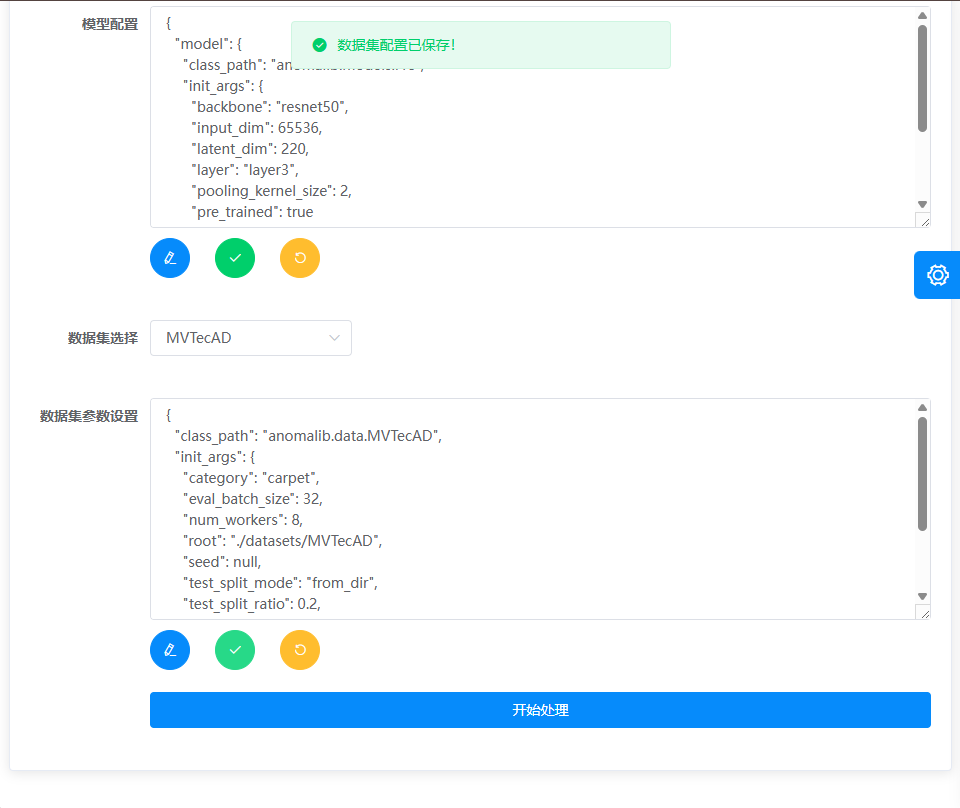 模型配置
{
数据集配置已保存!
"model": {
"class_path":
"init_args": {
"backbone": "resnet50",
"input_dim": 65536,
"latent_dim": 220,
"layer": "layer3",
"pooling_kernel_size": 2,
"pre_trained": true
数据集选择
MVTecAD
数据集参数设置
{
"class_path": "anomalib.data.MVTecAD",
"init_args": {
"category": "carpet",
"eval_batch_size": 32,
"num_workers": 8,
"root": "./datasets/MVTecAD",
"seed": null,
"test_split_mode": "from_dir",
"test_split_ratio": 0.2,
开始处理